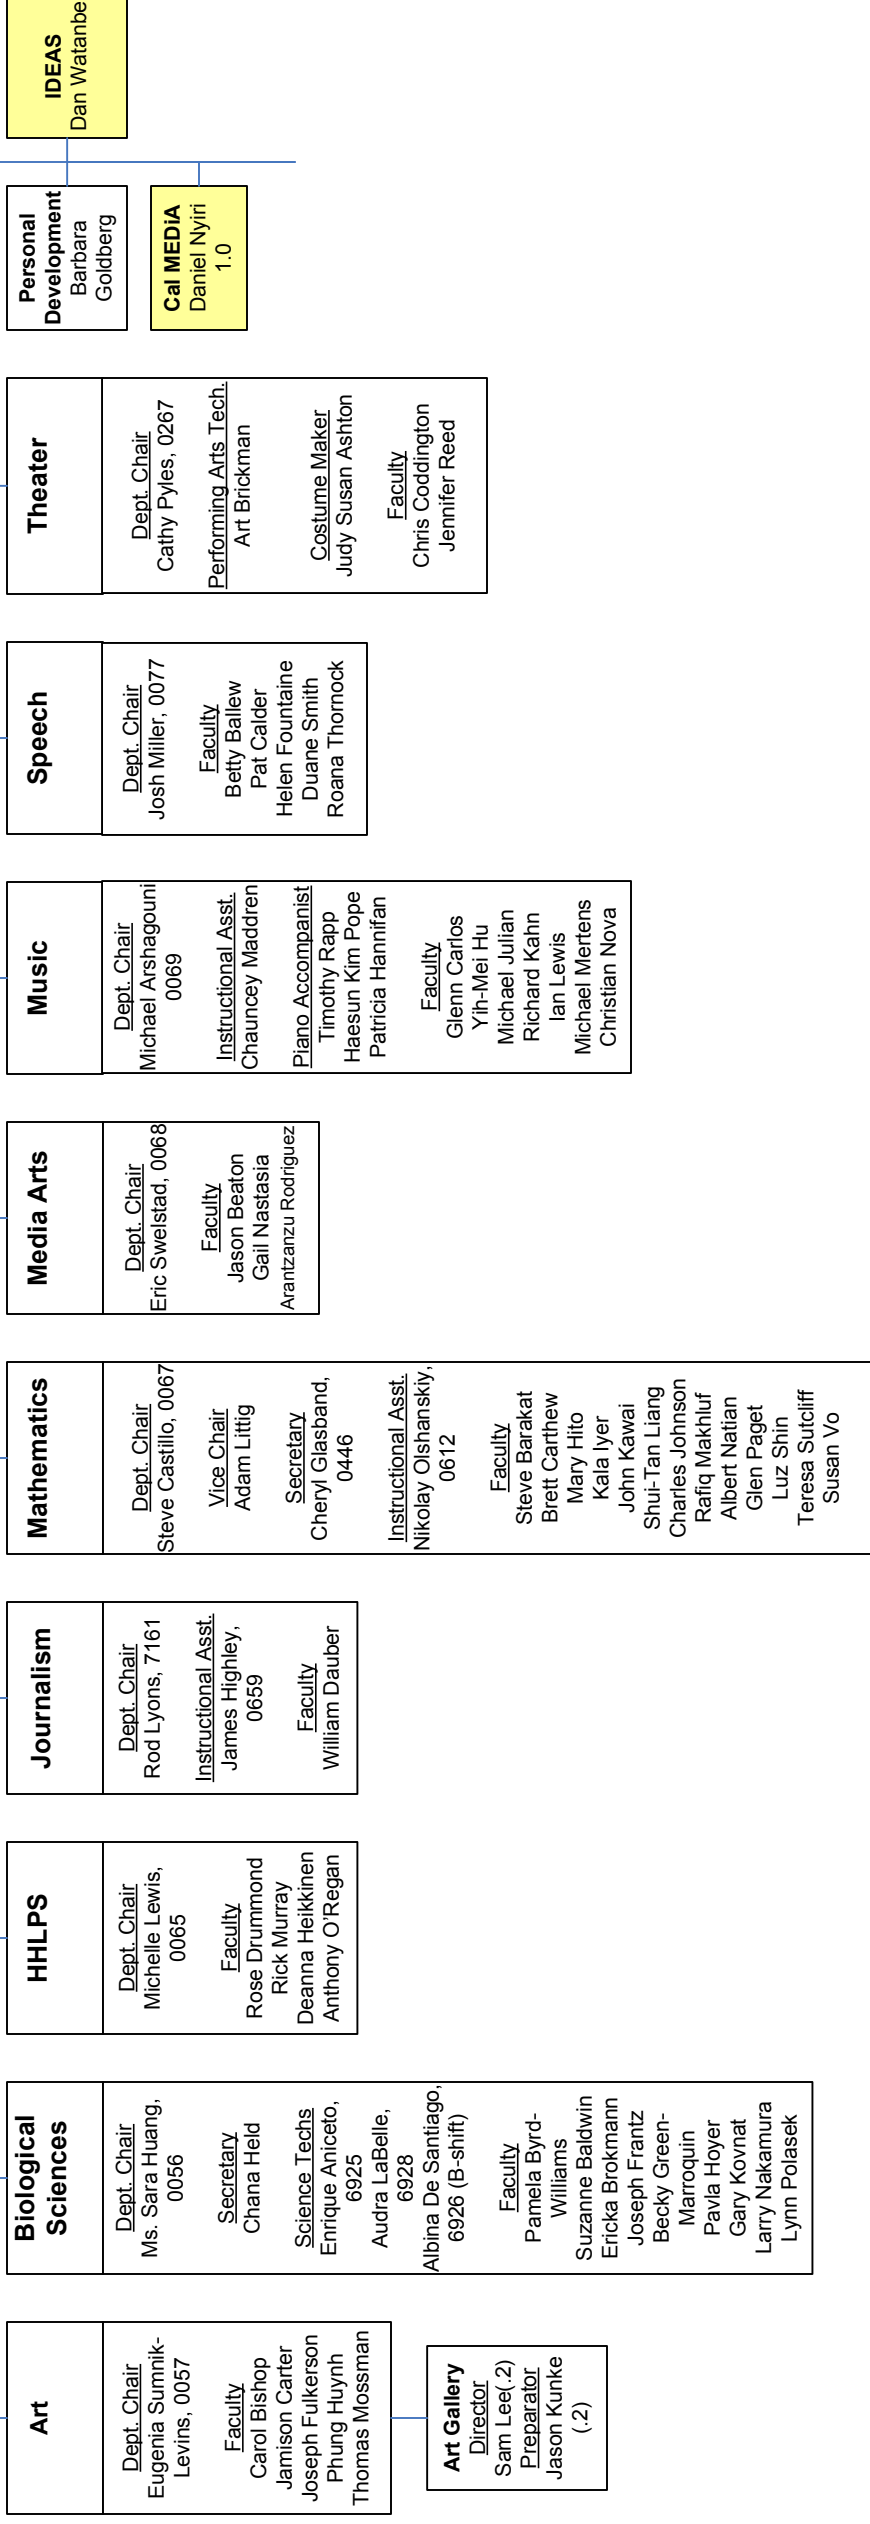 Art
Dept. Chair
Eugenia Sumnik-
Levins, 0057
Faculty
Carol Bishop
Jamison Carter
Joseph Fulkerson
Phung Huynh
Thomas Mossman
Art Gallery
Director
Sam Lee(.2)
Preparator
Jason Kunke
(.2)
Biological
Sciences
Dept. Chair
Ms. Sara Huang,
0056
Secretary
Chana Held
Science Techs
Enrique Aniceto,
6925
Audra LaBelle,
6928
Albina De Santiago,
6926 (B-shift)
Faculty
Pamela Byrd-
Williams
Suzanne Baldwin
Ericka Brokmann
Joseph Frantz
Becky Green-
Marroquin
Pavla Hoyer
Gary Kovnat
Larry Nakamura
Lynn Polasek
HHLPS
Dept. Chair
Michelle Lewis,
0065
Faculty
Rose Drummond
Rick Murray
Deanna Heikkinen
Anthony O'Regan
Journalism
Dept. Chair
Rod Lyons, 7161
Instructional Asst.
James Highley,
0659
Faculty
William Dauber
Mathematics
Dept. Chair
Steve Castillo, 0067
Vice Chair
Adam Littig
Secretary
Cheryl Glasband,
0446
Instructional Asst.
Nikolay Olshanskiy,
0612
Faculty
Steve Barakat
Brett Carthew
Mary Hito
Kala Iyer
John Kawai
Shui-Tan Liang
Charles Johnson
Rafiq Makhluf
Albert Natian
Glen Paget
Luz Shin
Teresa Sutcliff
Susan Vo
Media Arts
Dept. Chair
Eric Swelstad, 0068
Faculty
Jason Beaton
Gail Nastasia
Arantzanzu Rodriguez
Music
Dept. Chair
Michael Arshagouni
0069
Instructional Asst.
Chauncey Maddren
Piano Accompanist
Timothy Rapp
Haesun Kim Pope
Patricia Hannifan
Faculty
Glenn Carlos
Yih-Mei Hu
Michael Julian
Richard Kahn
Ian Lewis
Michael Mertens
Christian Nova
Speech
Dept. Chair
Josh Miller, 0077
Faculty
Betty Ballew
Pat Calder
Helen Fountaine
Duane Smith
Roana Thornock
Theater
Dept. Chair
Cathy Pyles, 0267
Performing Arts Tech.
Art Brickman
Costume Maker
Judy Susan Ashton
Faculty
Chris Coddington
Jennifer Reed
Personal
Development
Barbara
Goldberg
Cal MEDiA
Daniel Nyiri
1.0
IDEAS
Dan Watanbe